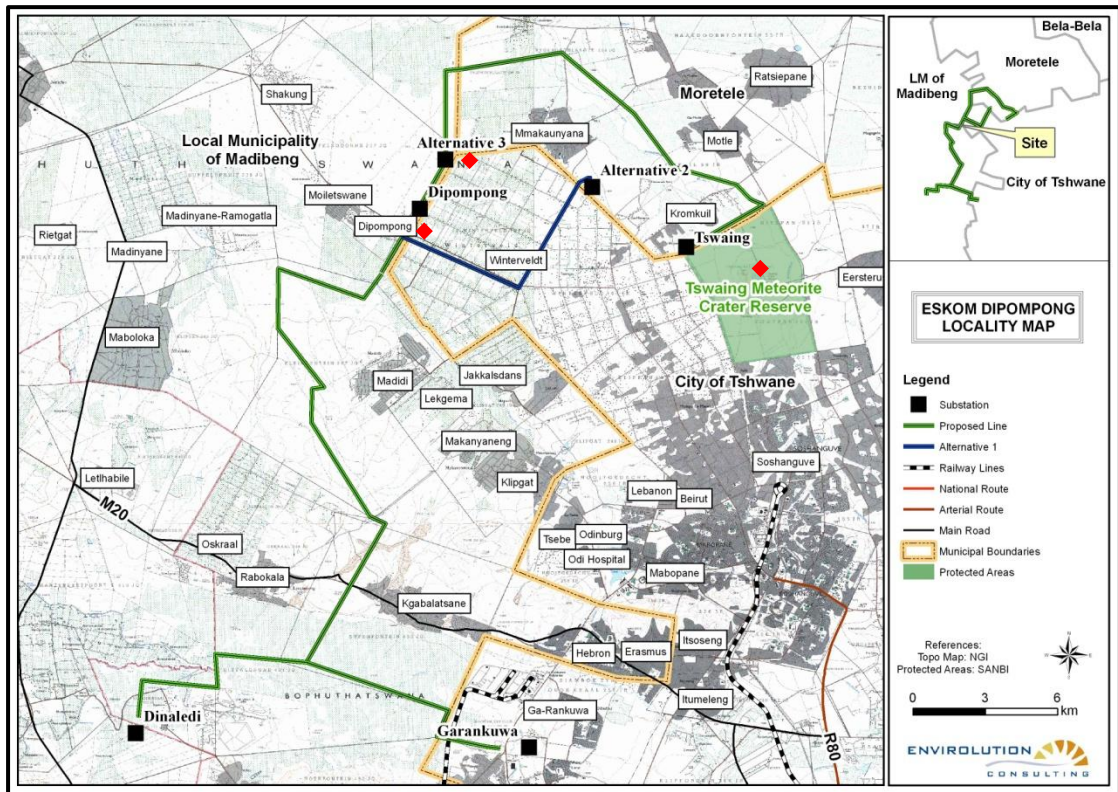 Ratsiepane
Moretele
Shakung
Mmakaunyana
Motle
Local Municipality
of Madibeng
Alternative 3
Alternative 2
Moiletswane
Dipompong
Kromkuil
Madinyane-Ramogatla
Dipompong
Tswaing
Rietgat
Madinyane
Winterveldt
Tswaing Meteorite
Crater Reserve
Eersteru
Maboloka
Jakkalsdans
City of Tshwane
Madidi
Lekgema
Makanyaneng
Soshanguve
SOSHANGUVE
Klipgat
Letlhabile
Lebanon
Beirut
M20
Oskraal
Tsebe
Odinburg
Odi Hospital
Rabokala
Mabopane
Kgabalatsane
Hebron
Erasmus
Itsoseng
BOPHUTHATSWANA
Itumeleng
Ga-Rankuwa
Dinaledi
Garankuwa
R80
Bela-Bela
Moretele
LM of
Madibeng
Site
City of Tshwane
ESKOM DIPOMPONG
LOCALITY MAP
Legend
Substation
Proposed Line
Alternative 1
Railway Lines
National Route
Arterial Route
Main Road
Municipal Boundaries
Protected Areas
References:
Topo Map: NGI
Protected Areas: SANBI
N
0 3 6
km
ENVIROLUTION
CONSULTING